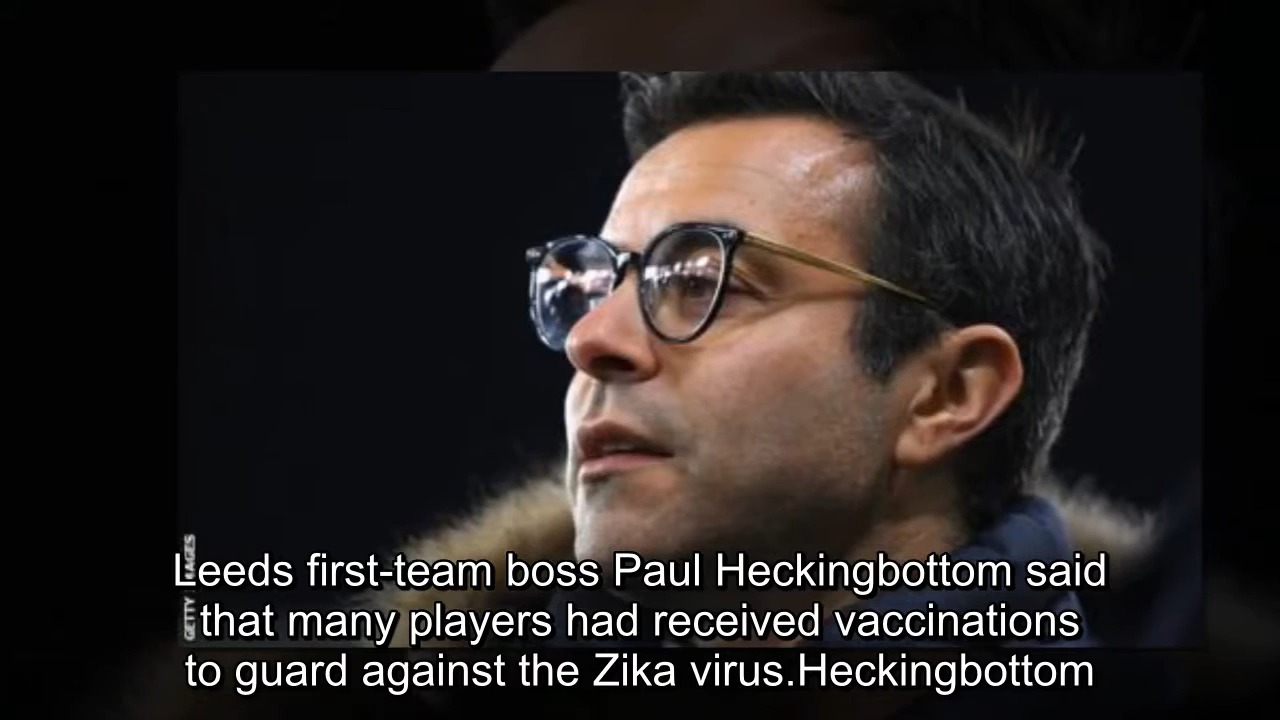 Leeds first-team boss Paul Heckingbottom said
that many players had received vaccinations
to guard against the Zika virus.Heckingbottom
GETTY